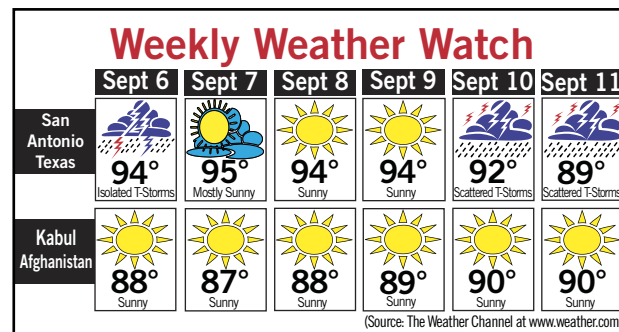 Weekly Weather Watch
Sept 6 Sept 7 Sept 8 Sept 9 Sept 10 Sept 11
San
Antonio
Texas
94° 95° 94° 94° 92° 89°
Isolated T-Storms Mostly Sunny Sunny Sunny Scattered T-Storms Scattered T-Storms
Kabul
Afghanistan
88° 87° 88° 89° 90° 90°
Sunny Sunny Sunny Sunny Sunny Sunny
(Source: The Weather Channel at www.weather.com